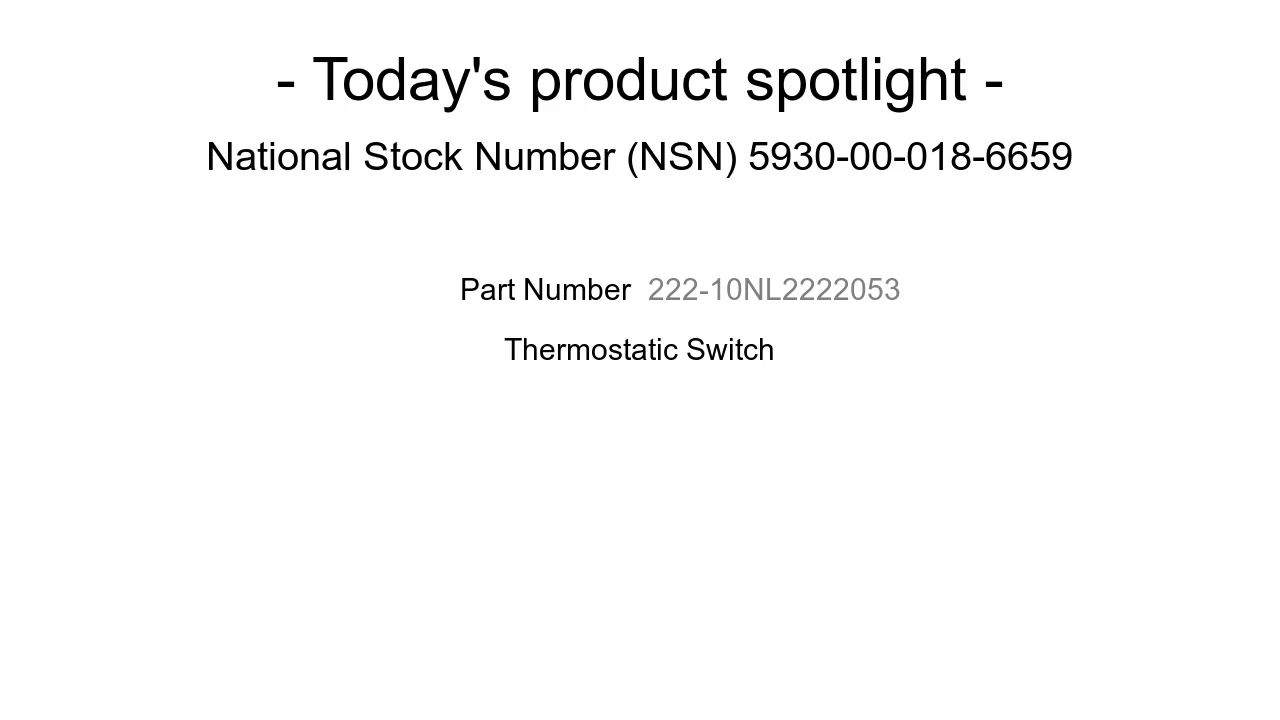 - Today's product spotlight -
National Stock Number (NSN) 5930-00-018-6659
Part Number 222-10NL2222053
Thermostatic Switch